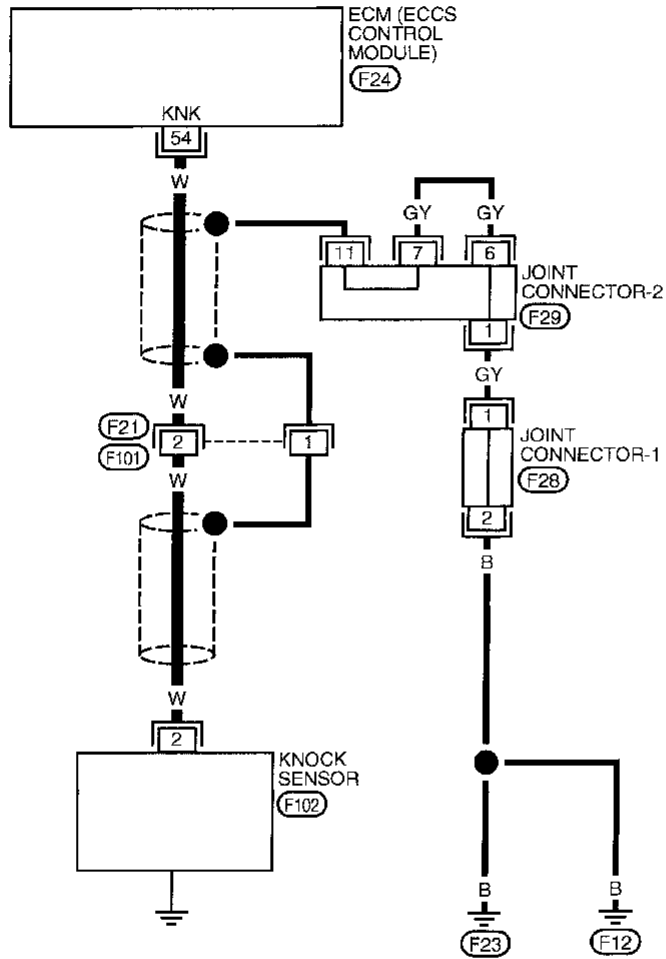 ECM (ECCS
CONTROL
MODULE)
F24
KNK
54
W
GY GY
11 7 6
JOINT
CONNECTOR-2
F29
1
GY
W
F21
F101
2 1
W
1
JOINT
CONNECTOR-1
F28
2
B
W
2
KNOCK
SENSOR
F102
B B
F23 F12